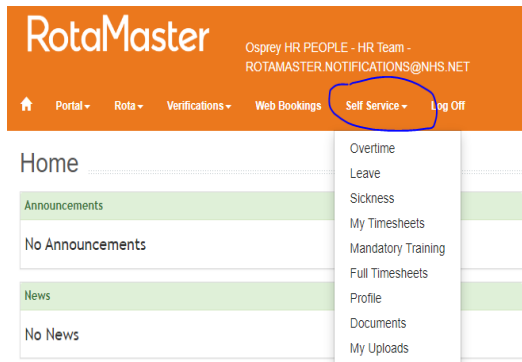 RotaMaster
Osprey HR PEOPLE - HR Team -
ROTAMASTER.NOTIFICATIONS@NHS.NET
Portal Rota Verifications Web Bookings Self Service Log Off
Overtime
Leave
Sickness
My Timesheets
Mandatory Training
Full Timesheets
Profile
Documents
My Uploads
Home
Announcements
No Announcements
News
No News